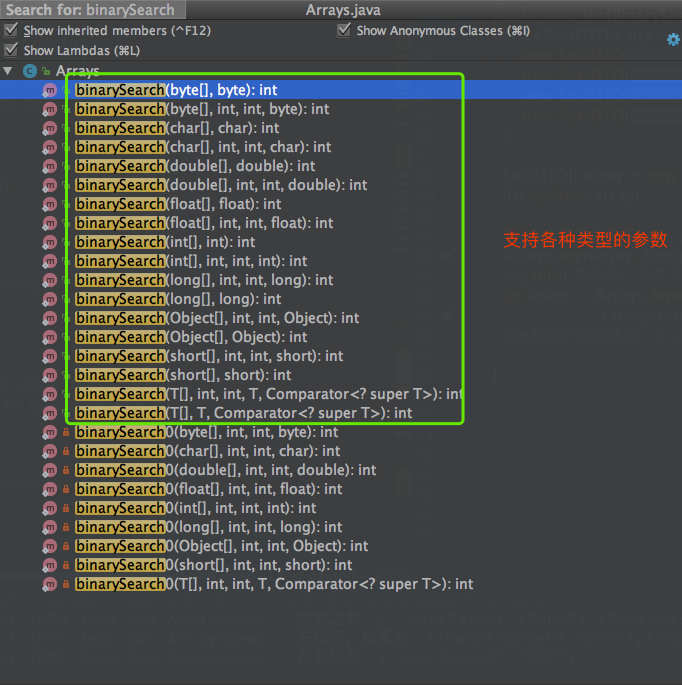 Search for: binarySearch
Arrays.java
Show inherited members (^F12)
Show Anonymous Classes (⌘I)
Show Lambdas (⌘L)
Arrays
binarySearch(byte[], byte): int
binarySearch(byte[], int, int, byte): int
binarySearch(char[], char): int
binarySearch(char[], int, int, char): int
binarySearch(double[], double): int
binarySearch(double[], int, int, double): int
binarySearch(float[], float): int
binarySearch(float[], int, int, float): int
binarySearch(int[], int): int
binarySearch(int[], int, int, int): int
binarySearch(long[], int, int, long): int
binarySearch(long[], long): int
binarySearch(Object[], int, int, Object): int
binarySearch(Object[], Object): int
binarySearch(short[], int, int, short): int
binarySearch(short[], short): int
binarySearch(T[], int, int, T, Comparator<? super T>): int
binarySearch(T[], T, Comparator<? super T>): int
binarySearch0(byte[], int, int, byte): int
binarySearch0(char[], int, int, char): int
binarySearch0(double[], int, int, double): int
binarySearch0(float[], int, int, float): int
binarySearch0(int[], int, int, int): int
binarySearch0(long[], int, int, long): int
binarySearch0(Object[], int, int, Object): int
binarySearch0(short[], int, int, short): int
binarySearch0(T[], int, int, T, Comparator<? super T>): int
支持各种类型的参数